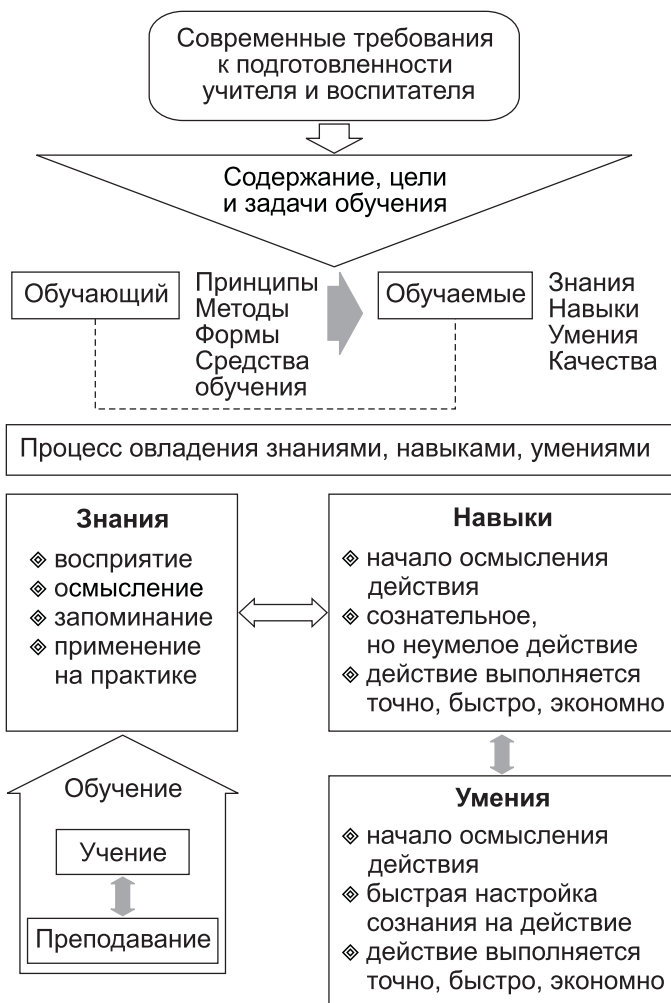 Современные требования
к подготовленности
учителя и воспитателя
Содержание, цели
и задачи обучения
Обучающий
Принципы
Методы
Формы
Средства
обучения
Обучаемые
Знания
Навыки
Умения
Качества
Процесс овладения знаниями, навыками, умениями
Знания
восприятие
осмысление
запоминание
применение
на практике
Навыки
начало осмысления
действия
сознательное,
но неумелое действие
действие выполняется
точно, быстро, экономно
Обучение
Учение
Преподавание
Умения
начало осмысления
действия
быстрая настройка
сознания на действие
действие выполняется
точно, быстро, экономно